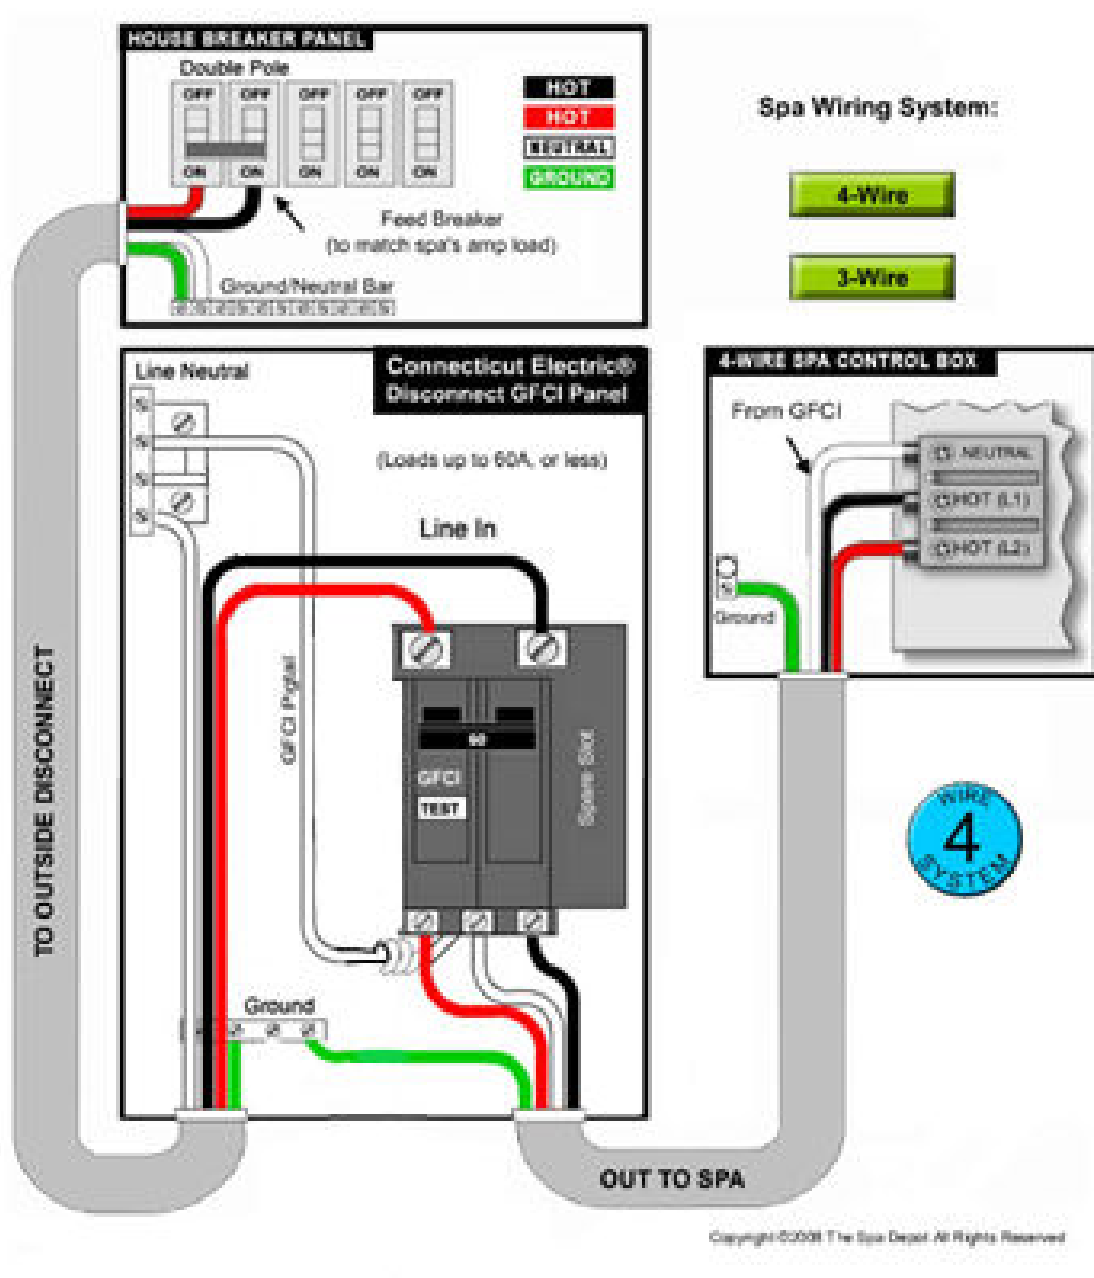 HOUSE BREAKER PANEL
Double Pole
OFF OFF OFF OFF OFF
ON ON ON ON ON
HOT
HOT
NEUTRAL
GROUND
Feed Breaker
(to match spa's amp load)
Ground/Neutral Bar
Spa Wiring System:
4-Wire
3-Wire
Line Neutral
Connecticut Electric®
Disconnect GFCI Panel
(Loads up to 60A, or less)
Line In
GFCI Pigtail
60
GFCI
TEST
Spare Slot
Ground
TO OUTSIDE DISCONNECT
4-WIRE SPA CONTROL BOX
From GFCI
NEUTRAL
HOT (L1)
HOT (L2)
Ground
WIRE
4
SYSTEM
OUT TO SPA
Copyright ©2008 The Spa Depot All Rights Reserved